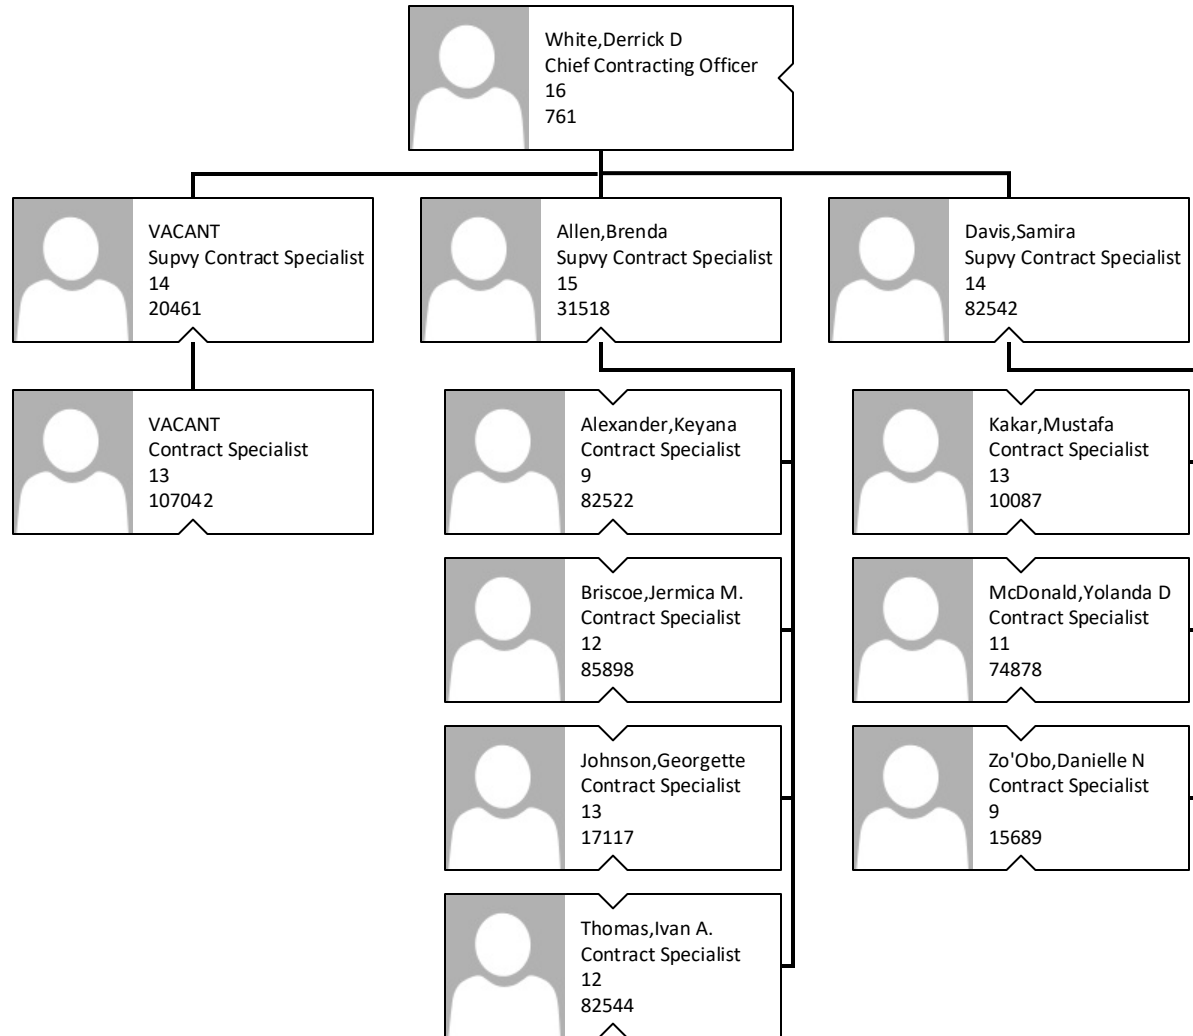 White,Derrick D
Chief Contracting Officer
16
761
VACANT
Supvy Contract Specialist
14
20461
Allen,Brenda
Supvy Contract Specialist
15
31518
Davis,Samira
Supvy Contract Specialist
14
82542
VACANT
Contract Specialist
13
107042
Alexander,Keyana
Contract Specialist
9
82522
Kakar,Mustafa
Contract Specialist
13
10087
Briscoe,Jermica M.
Contract Specialist
12
85898
McDonald,Yolanda D
Contract Specialist
11
74878
Johnson,Georgette
Contract Specialist
13
17117
Zo'Obo,Danielle N
Contract Specialist
9
15689
Thomas,Ivan A.
Contract Specialist
12
82544